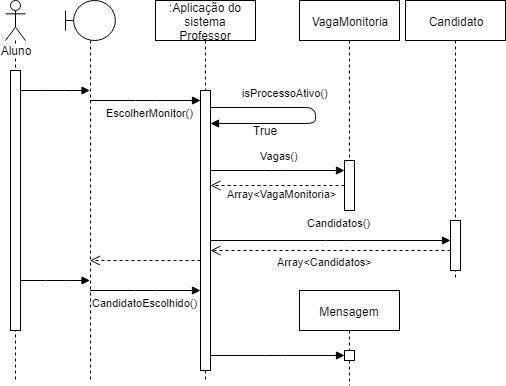 :Aplicação do
sistema
Professor
VagaMonitoria
Candidato
Aluno
isProcessoAtivo()
EscolherMonitor()
True
Vagas()
Array<VagaMonitoria>
Candidatos()
Array<Candidatos>
CandidatoEscolhido()
Mensagem